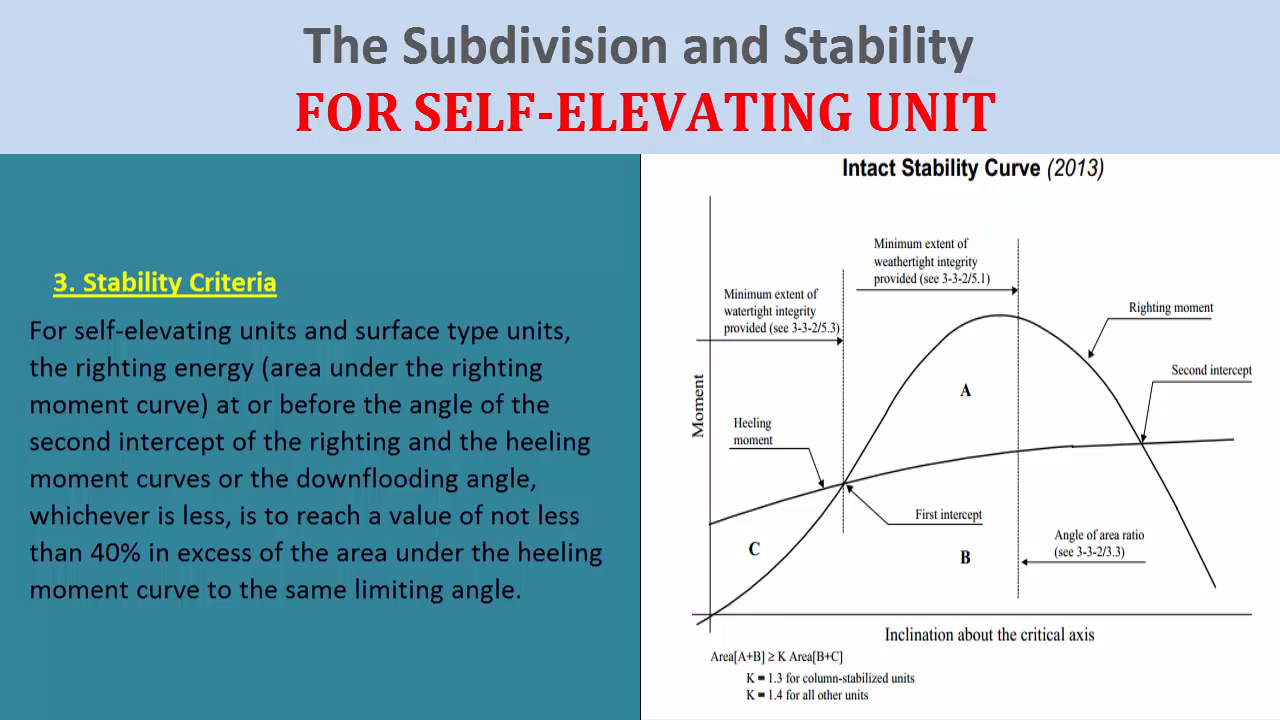 The Subdivision and Stability
FOR SELF-ELEVATING UNIT
3. Stability Criteria
For self-elevating units and surface type units,
the righting energy (area under the righting
moment curve) at or before the angle of the
second intercept of the righting and the heeling
moment curves or the downflooding angle,
whichever is less, is to reach a value of not less
than 40% in excess of the area under the heeling
moment curve to the same limiting angle.
Intact Stability Curve (2013)
Minimum extent of
weathertight integrity
provided (see 3-3-2/5.1)
Minimum extent of
watertight integrity
provided (see 3-3-2/5.3)
Righting moment
Second intercept
A
Moment
Heeling
moment
First intercept
C
B
Angle of area ratio
(see 3-3-2/3.3)
Inclination about the critical axis
Area[A+B] ≥ K Area[B+C]
K = 1.3 for column-stabilized units
K = 1.4 for all other units